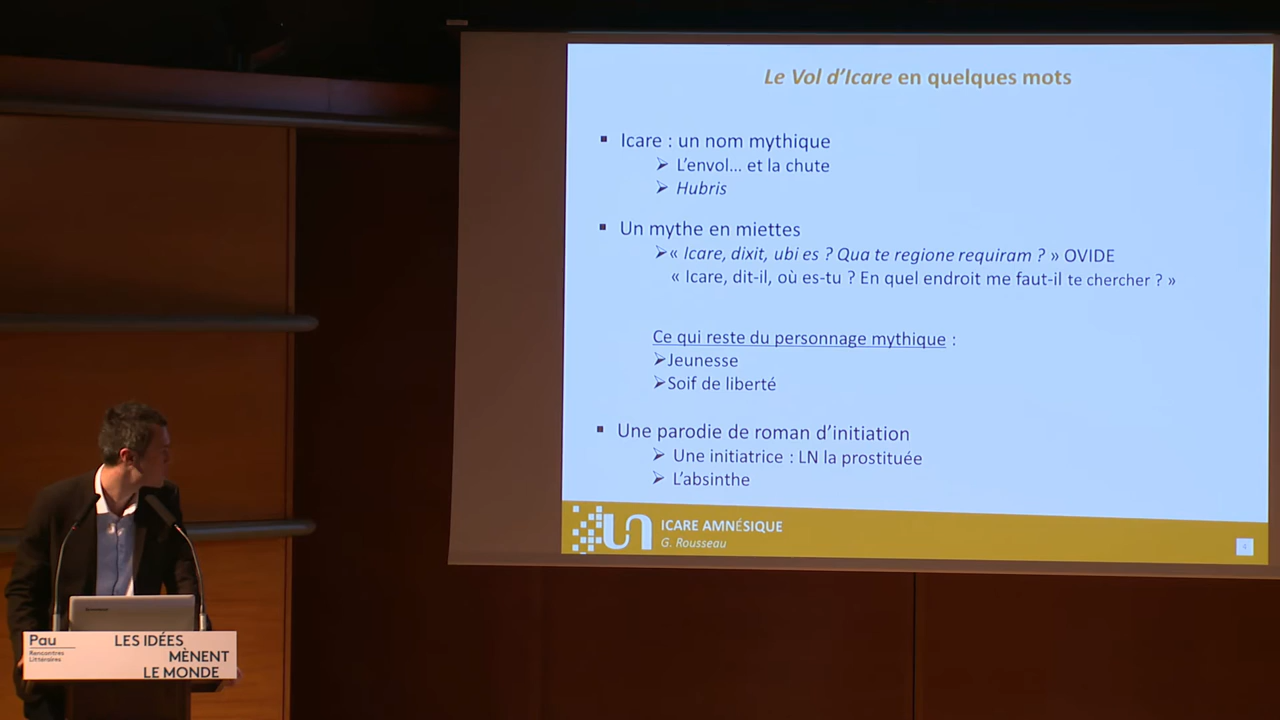 Le Vol d'Icare en quelques mots
Icare : un nom mythique
L'envol... et la chute
Hubris
Un mythe en miettes
« Icare, dixit, ubi es ? Qua te regione requiram ? » OVIDE
« Icare, dit-il, où es-tu ? En quel endroit me faut-il te chercher ? »
Ce qui reste du personnage mythique :
Jeunesse
Soif de liberté
Une parodie de roman d'initiation
Une initiatrice : LN la prostituée
L'absinthe
UN
ICARE AMNÉSIQUE
G. Rousseau
Pau
Rencontres
Littéraires
LES IDÉES
MÈNENT
LE MONDE